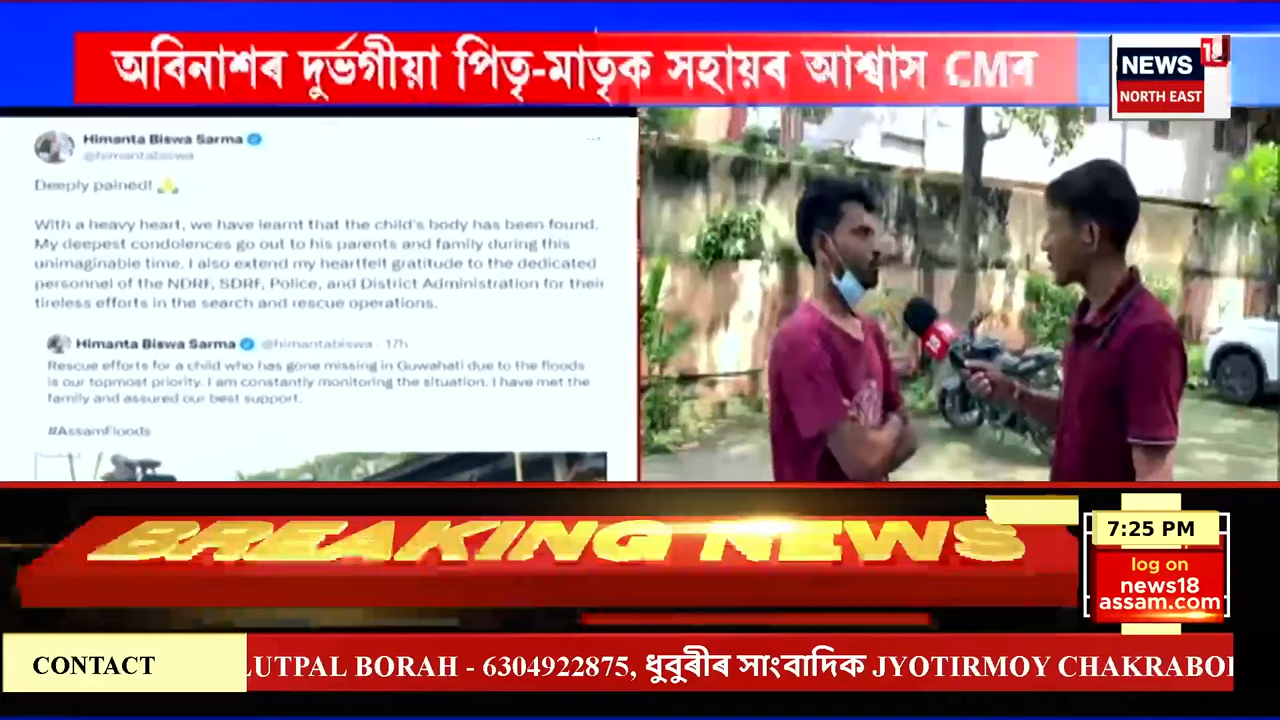 অবিনাশৰ দুৰ্ভগীয়া পিতৃ-মাতৃক সহায়ৰ আশ্বাস CMৰ
NEWS 18
NORTH EAST
Himanta Biswa Sarma
@himantabiswa
Deeply pained! 🙏
With a heavy heart, we have learnt that the child's body has been found.
My deepest condolences go out to his parents and family during this
unimaginable time. I also extend my heartfelt gratitude to the dedicated
personnel of the NDRF, SDRF, Police, and District Administration for their
tireless efforts in the search and rescue operations.
Himanta Biswa Sarma @himantabiswa · 17h
Rescue efforts for a child who has gone missing in Guwahati due to the floods
is our topmost priority. I am constantly monitoring the situation. I have met the
family and assured our best support.
#AssamFloods
18
BREAKING NEWS
7:25 PM
log on
news18
assam.com
CONTACT
LUTPAL BORAH - 6304922875, ধুবুৰীৰ সাংবাদিক JYOTIRMOY CHAKRABOR